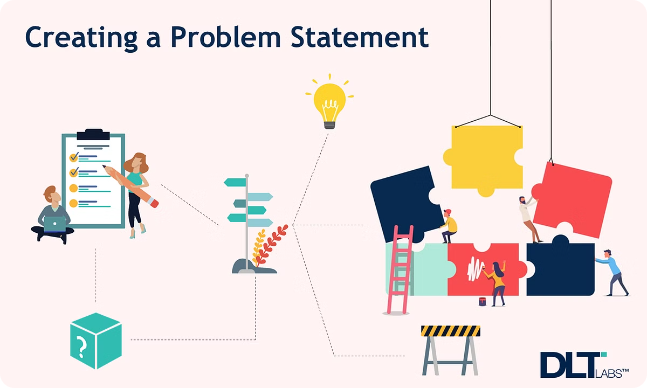 Creating a Problem Statement
?
DLT
LABS™